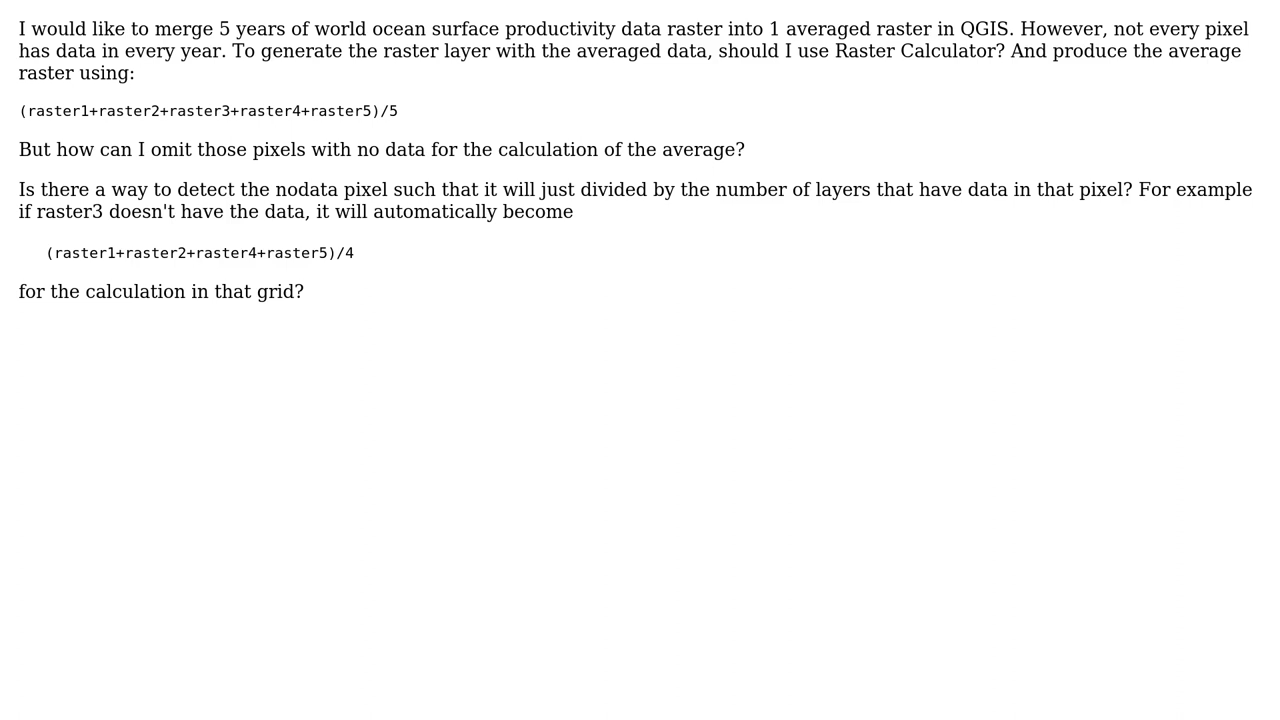 I would like to merge 5 years of world ocean surface productivity data raster into 1 averaged raster in QGIS. However, not every pixel
has data in every year. To generate the raster layer with the averaged data, should I use Raster Calculator? And produce the average
raster using:
(raster1+raster2+raster3+raster4+raster5)/5
But how can I omit those pixels with no data for the calculation of the average?
Is there a way to detect the nodata pixel such that it will just divided by the number of layers that have data in that pixel? For example
if raster3 doesn't have the data, it will automatically become
(raster1+raster2+raster4+raster5)/4
for the calculation in that grid?